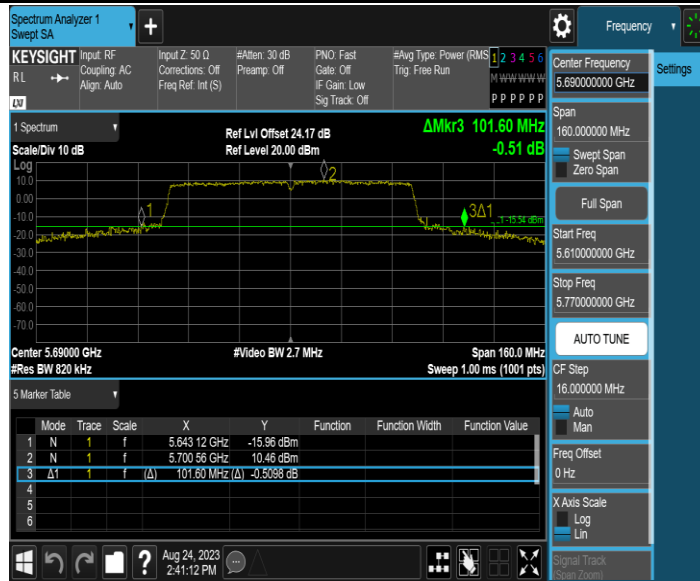 Spectrum Analyzer 1
Swept SA
+
Frequency
KEYSIGHT
RL
LXI
Input: RF
Coupling: AC
Align: Auto
Input Z: 50 Ω
Corrections: Off
Freq Ref: Int (S)
#Atten: 30 dB
Preamp: Off
PNO: Fast
Gate: Off
IF Gain: Low
Sig Track: Off
#Avg Type: Power (RMS
Trig: Free Run
1 2 3 4 5 6
M W W W W W
P P P P P P
Center Frequency
5.690000000 GHz
Settings
Span
160.000000 MHz
Swept Span
Zero Span
Full Span
Start Freq
5.610000000 GHz
Stop Freq
5.770000000 GHz
AUTO TUNE
CF Step
16.000000 MHz
Auto
Man
Freq Offset
0 Hz
X Axis Scale
Log
Lin
Signal Track
(Span Zoom)
1 Spectrum
Scale/Div 10 dB
Ref Lvl Offset 24.17 dB
Ref Level 20.00 dBm
ΔMkr3 101.60 MHz
-0.51 dB
Log
10.0
0.00
-10.0
-20.0
-30.0
-40.0
-50.0
-60.0
-70.0
1
2
3Δ1
-15.54 dBm
Center 5.69000 GHz
#Video BW 2.7 MHz
Span 160.0 MHz
#Res BW 820 kHz
Sweep 1.00 ms (1001 pts)
5 Marker Table
Mode Trace Scale X Y Function Function Width Function Value
1 N 1 f 5.643 12 GHz -15.96 dBm
2 N 1 f 5.700 56 GHz 10.46 dBm
3 Δ1 1 f (Δ) 101.60 MHz (Δ) -0.5098 dB
4
5
6
?
Aug 24, 2023
2:41:12 PM